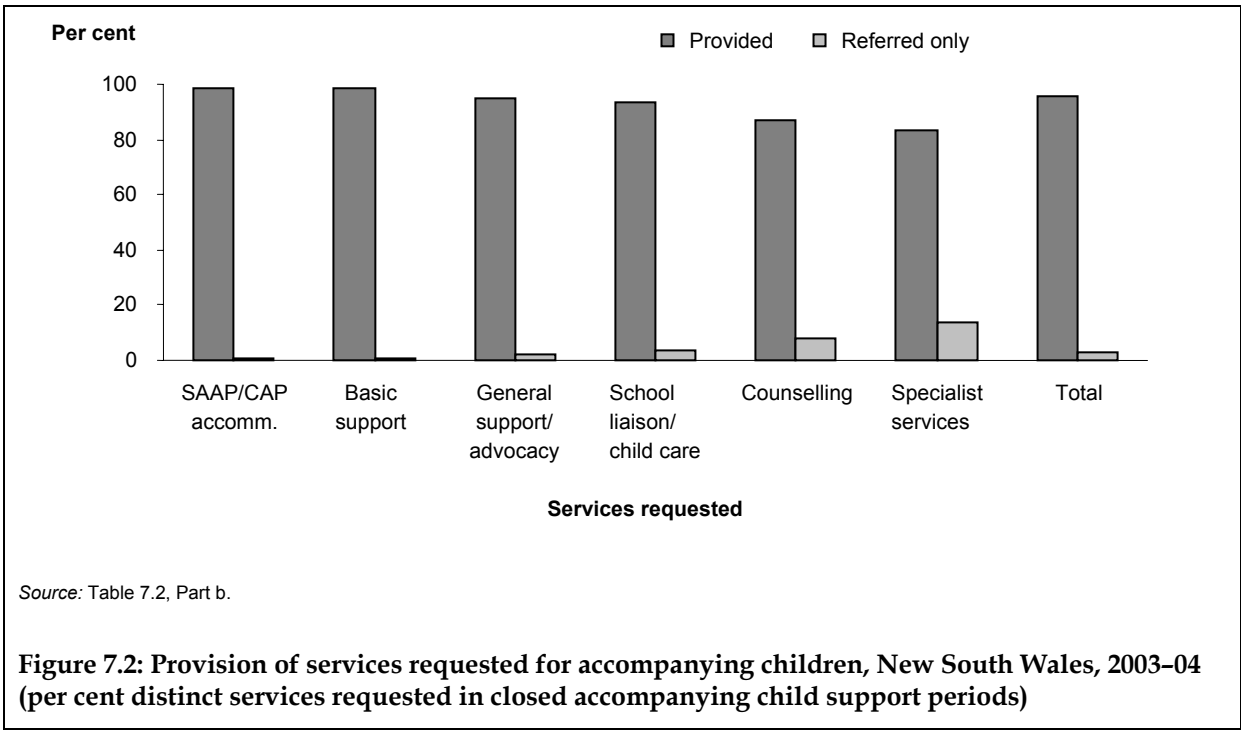 Per cent
Provided Referred only
100
80
60
40
20
0
SAAP/CAP accomm.
Basic support
General support/ advocacy
School liaison/ child care
Counselling
Specialist services
Total
Services requested
Source: Table 7.2, Part b.
Figure 7.2: Provision of services requested for accompanying children, New South Wales, 2003–04
(per cent distinct services requested in closed accompanying child support periods)